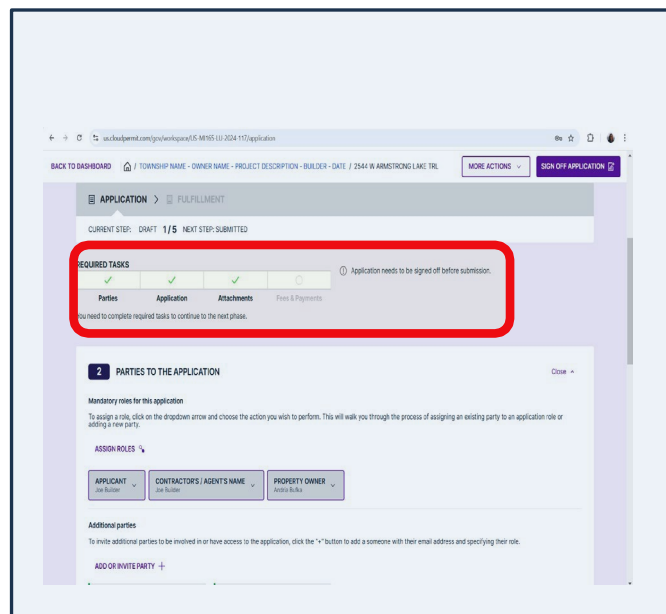 us.cloudpermit.com/gov/workspace/US-MI165-LU-2024-117/application
BACK TO DASHBOARD / TOWNSHIP NAME - OWNER NAME - PROJECT DESCRIPTION - BUILDER - DATE / 2544 W ARMSTRONG LAKE TRL MORE ACTIONS SIGN OFF APPLICATION
APPLICATION > FULFILLMENT
CURRENT STEP: DRAFT 1/5 NEXT STEP: SUBMITTED
REQUIRED TASKS
Application needs to be signed off before submission.
Parties Application Attachments Fees & Payments
You need to complete required tasks to continue to the next phase.
2 PARTIES TO THE APPLICATION Close
Mandatory roles for this application
To assign a role, click on the dropdown arrow and choose the action you wish to perform. This will walk you through the process of assigning an existing party to an application role or
adding a new party.
ASSIGN ROLES
APPLICANT CONTRACTOR'S / AGENT'S NAME PROPERTY OWNER
Joe Builder Joe Builder Andria Bufka
Additional parties
To invite additional parties to be involved in or have access to the application, click the "+" button to add a someone with their email address and specifying their role.
ADD OR INVITE PARTY +